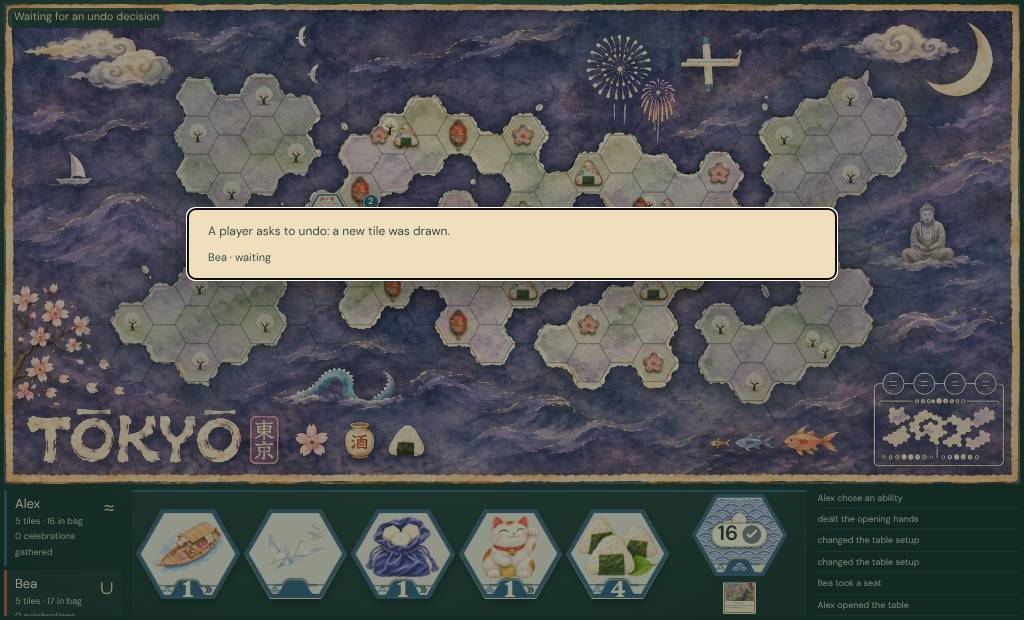 Waiting for an undo decision
2
A player asks to undo: a new tile was drawn.
Bea · waiting
TŌKYŌ
東京
酒
Alex
5 tiles · 16 in bag
0 celebrations
gathered
Bea
5 tiles · 17 in bag
0 celebrations
1
1
1
4
16
Alex chose an ability
dealt the opening hands
changed the table setup
changed the table setup
Bea took a seat
Alex opened the table